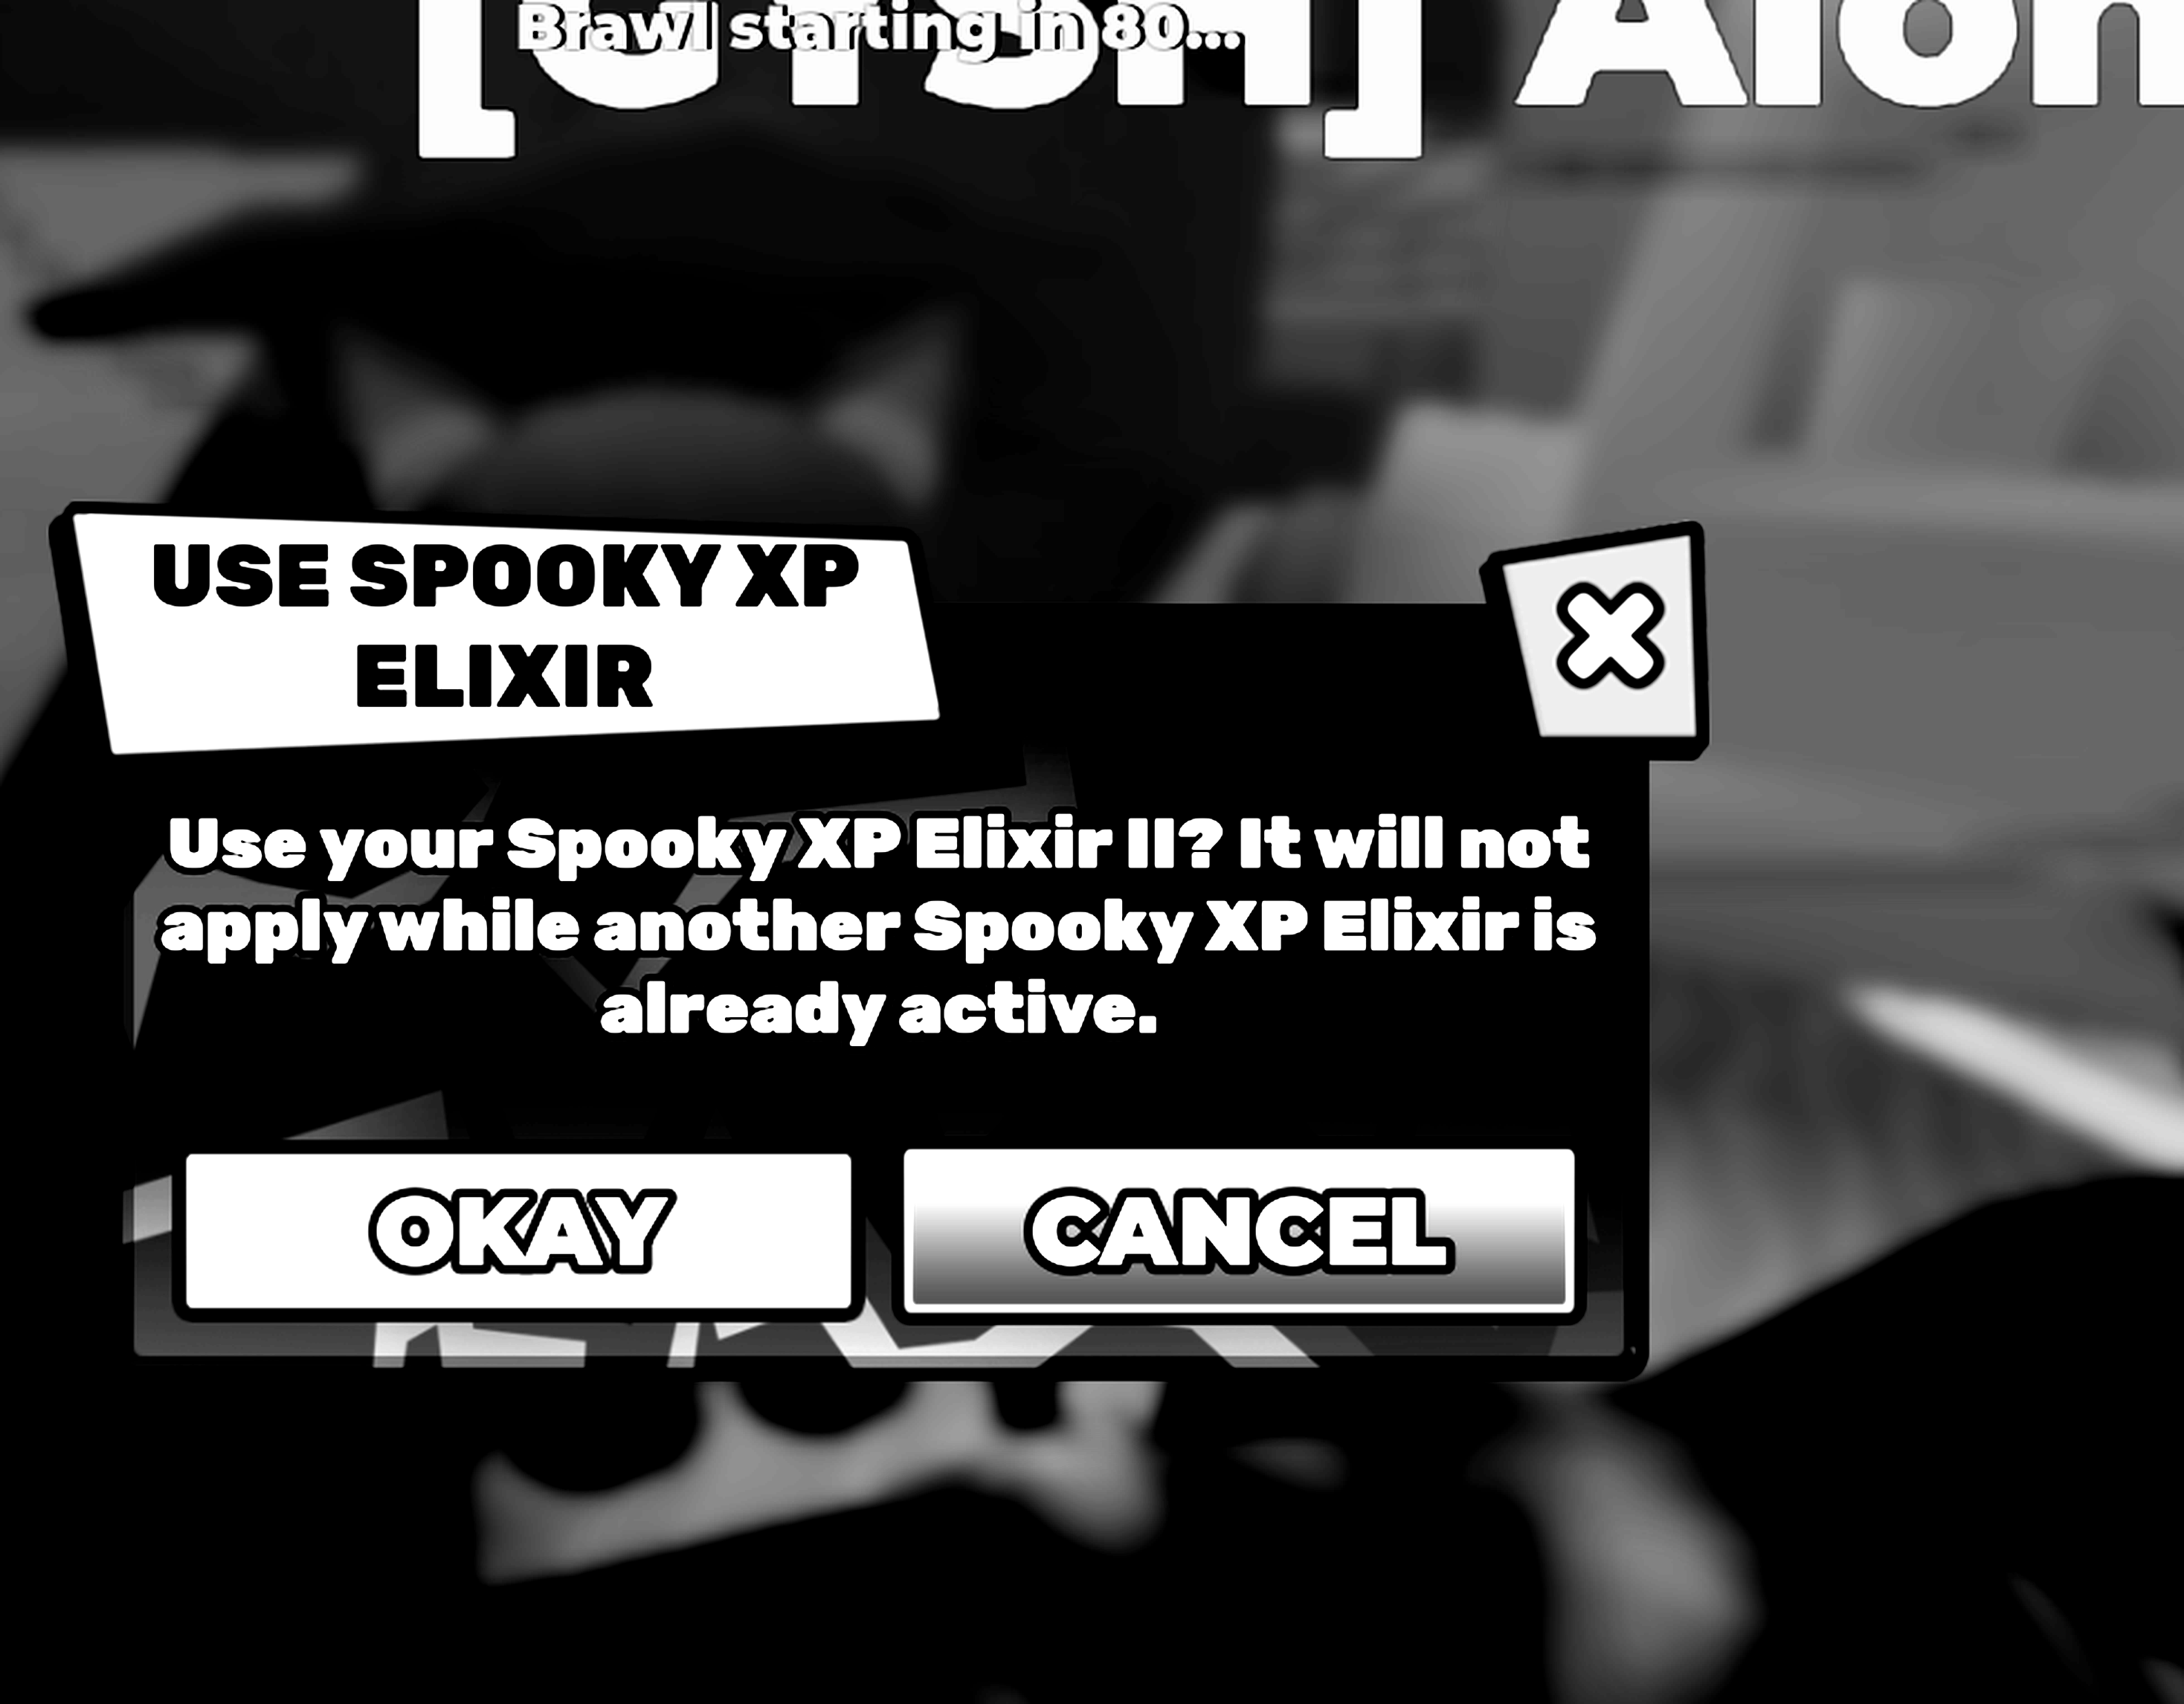 Brawl starting in 80...
USE SPOOKY XP
ELIXIR
Use your Spooky XP Elixir II? It will not
apply while another Spooky XP Elixir is
already active.
OKAY
CANCEL